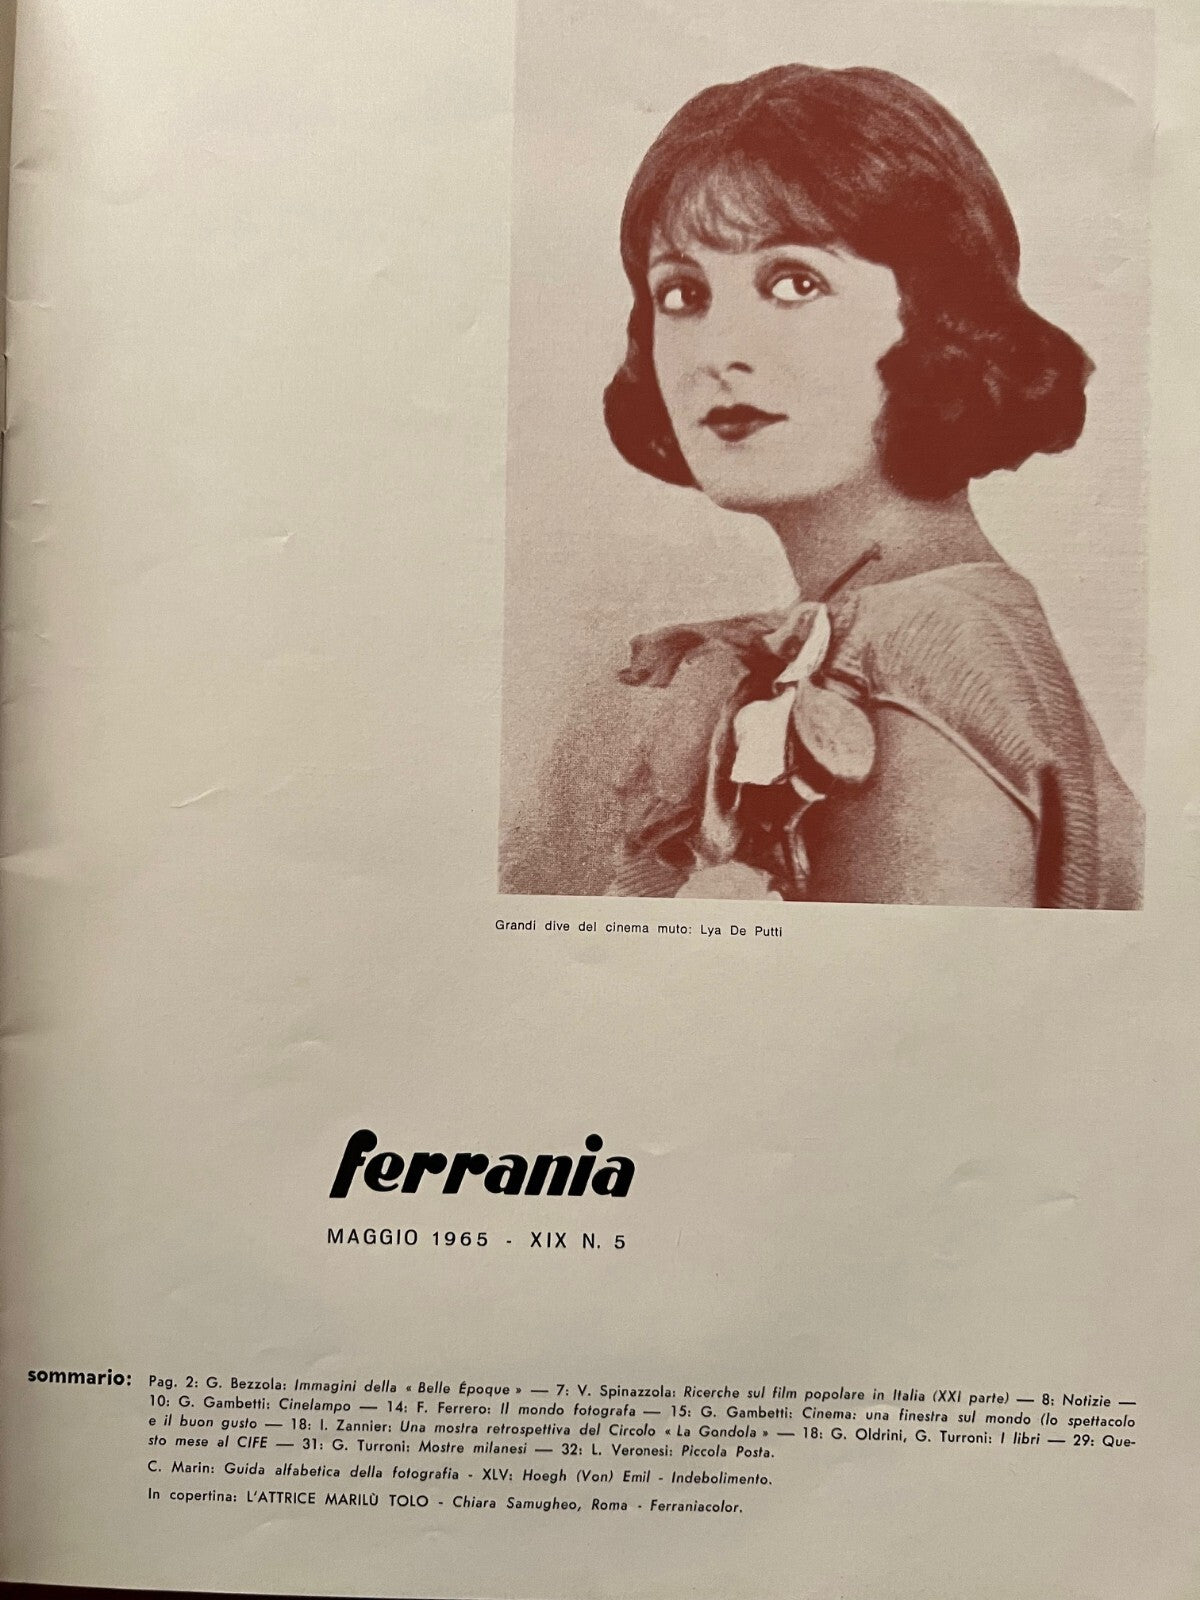 Grandi dive del cinema muto: Lya De Putti
ferrania
MAGGIO 1965 - XIX N. 5
sommario: Pag. 2: G. Bezzola: Immagini della « Belle Époque » — 7: V. Spinazzola: Ricerche sul film popolare in Italia (XXI parte) — 8: Notizie —
10: G. Gambetti: Cinelampo — 14: F. Ferrero: Il mondo fotografa — 15: G. Gambetti: Cinema: una finestra sul mondo (lo spettacolo
e il buon gusto — 18: I. Zannier: Una mostra retrospettiva del Circolo « La Gondola » — 18: G. Oldrini, G. Turroni: I libri — 29: Que-
sto mese al CIFE — 31: G. Turroni: Mostre milanesi — 32: L. Veronesi: Piccola Posta.
C. Marin: Guida alfabetica della fotografia - XLV: Hoegh (Von) Emil - Indebolimento.
In copertina: L'ATTRICE MARILÙ TOLO - Chiara Samugheo, Roma - Ferraniacolor.